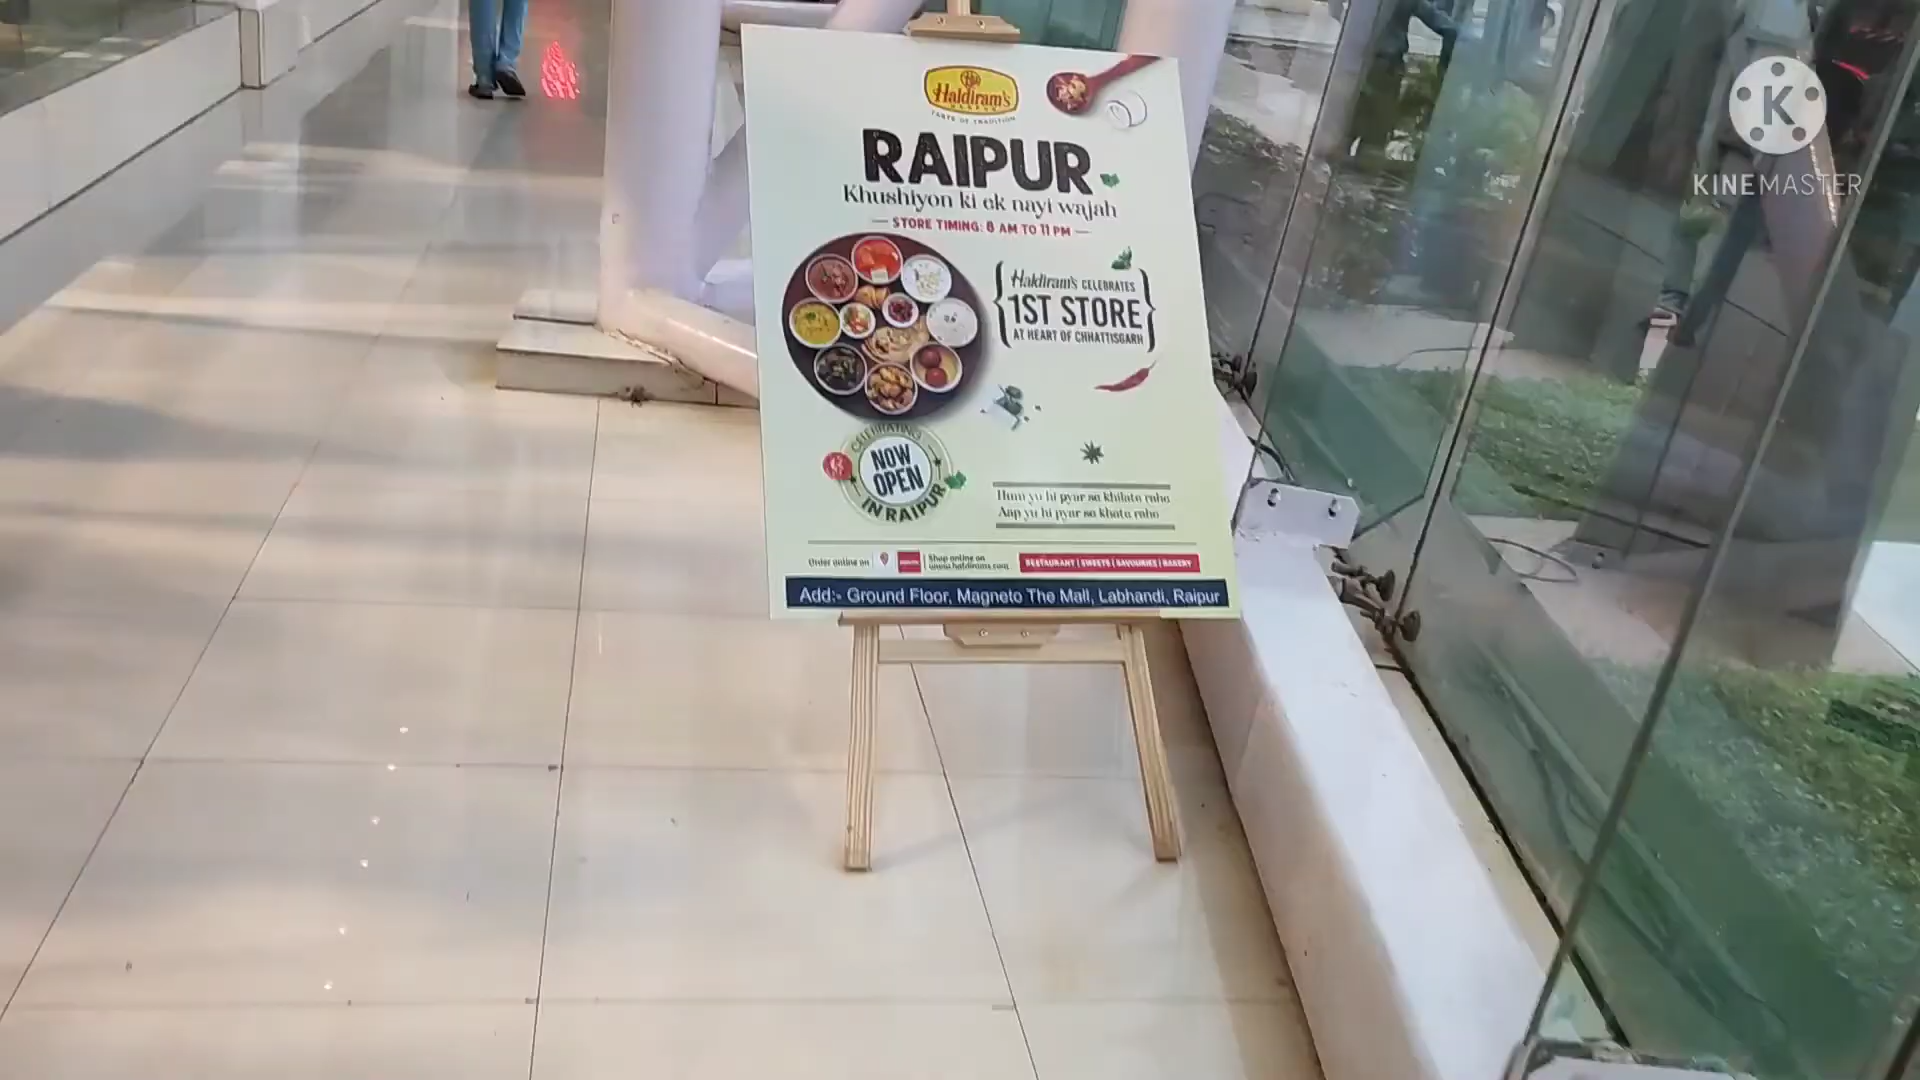 Haldiram's
NAGPUR
TASTE OF TRADITION
RAIPUR
Khushiyon ki ek nayi wajah
STORE TIMING: 8 AM TO 11 PM
Haldiram's CELEBRATES
1ST STORE
AT HEART OF CHHATTISGARH
CELEBRATING
NOW
OPEN
IN RAIPUR
Hum yu hi pyar se khilate rahe
Aap yu hi pyar se khate rahe
Order online on
Shop online on
www.haldirams.com
RESTAURANT | SWEETS | SAVOURIES | BAKERY
Add:- Ground Floor, Magneto The Mall, Labhandi, Raipur
K
KINEMASTER